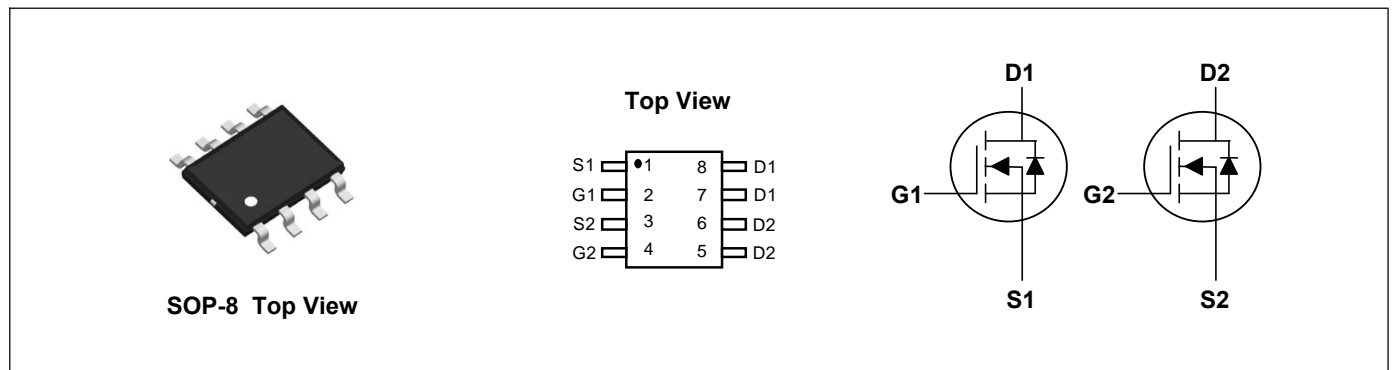 SOP-8 Top View
Top View
S1 1 8 D1
G1 2 7 D1
S2 3 6 D2
G2 4 5 D2
D1 D2
G1 G2
S1 S2